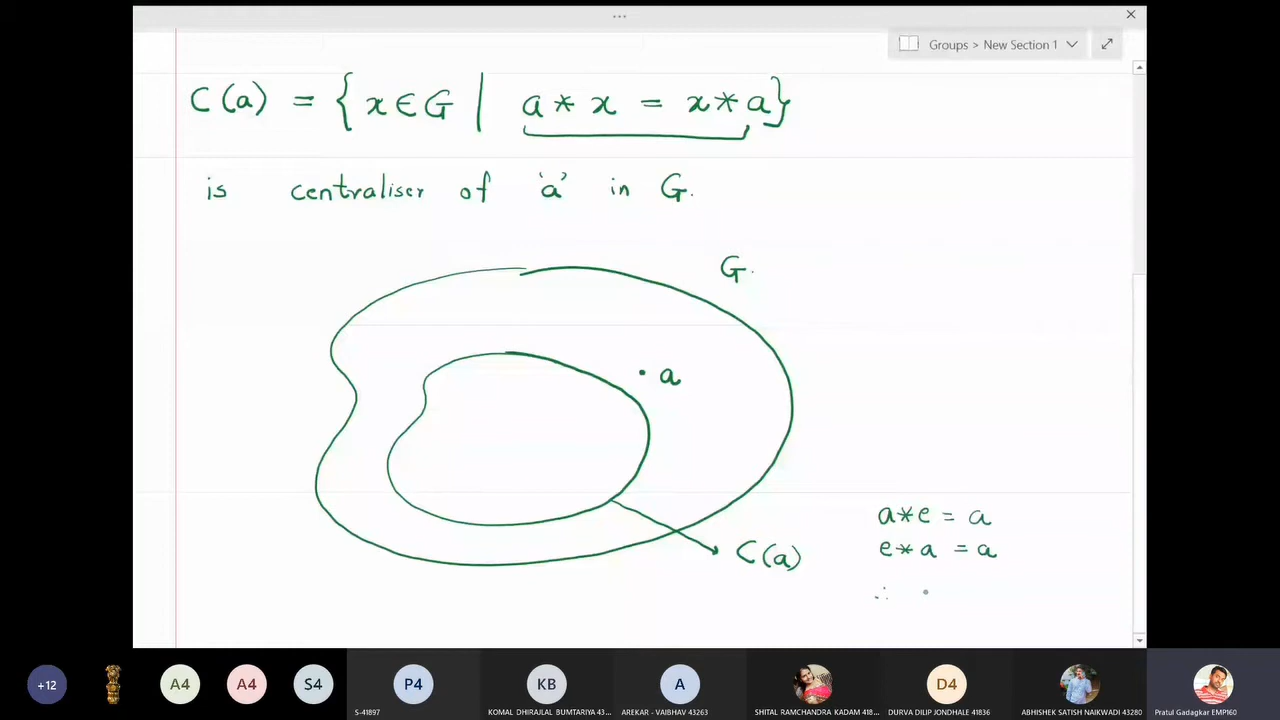 Groups > New Section 1
C(a) = {x∈G | a * x = x * a}
is centraliser of 'a' in G.
G.
a
C(a)
a*e = a
e*a = a
∴
+12
A4
A4
S4
P4
KB
A
D4
S-41897
KOMAL DHIRAJLAL BUMTARIYA 43...
AREKAR - VAIBHAV 43263
SHITAL RAMCHANDRA KADAM 418...
DURVA DILIP JONDHALE 41836
ABHISHEK SATISH NAIKWADI 43280
Pratul Gadagkar EMP160